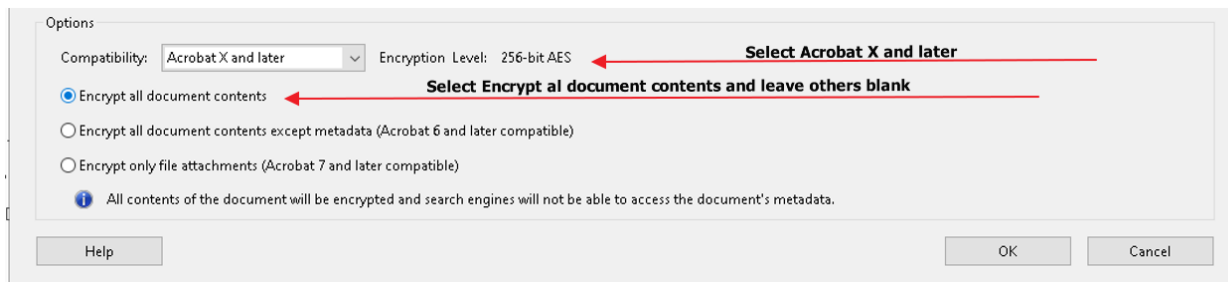 Options
Compatibility: Acrobat X and later Encryption Level: 256-bit AES Select Acrobat X and later
Select Encrypt al document contents and leave others blank
Encrypt all document contents
Encrypt all document contents except metadata (Acrobat 6 and later compatible)
Encrypt only file attachments (Acrobat 7 and later compatible)
All contents of the document will be encrypted and search engines will not be able to access the document's metadata.
Help OK Cancel